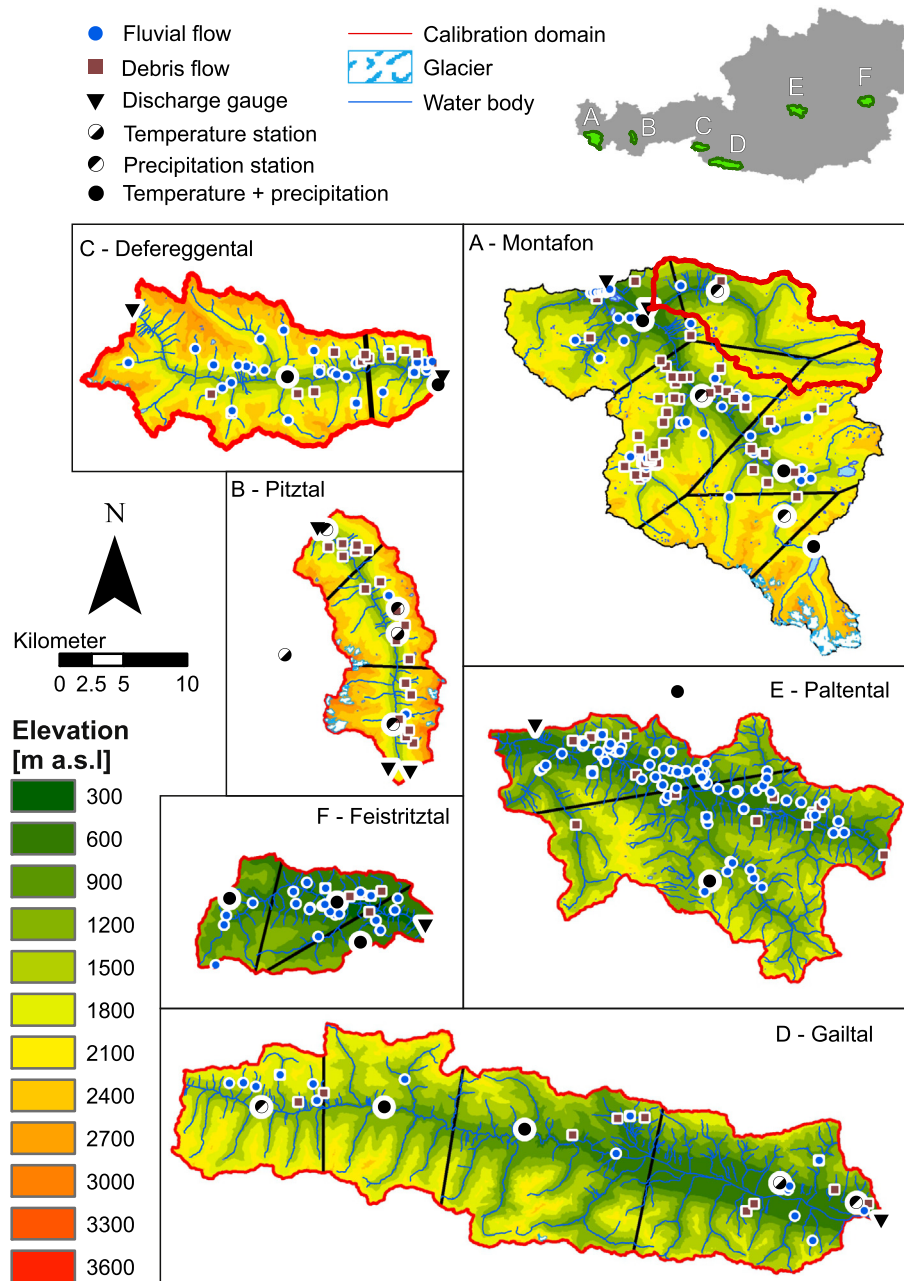 Fluvial flow
Debris flow
Discharge gauge
Temperature station
Precipitation station
Temperature + precipitation
Calibration domain
Glacier
Water body
A
B
C
D
E
F
C - Defereggental
A - Montafon
B - Pitztal
N
Kilometer
0 2.5 5 10
E - Paltental
Elevation
[m a.s.l]
300
600
900
1200
1500
1800
2100
2400
2700
3000
3300
3600
F - Feistritztal
D - Gailtal